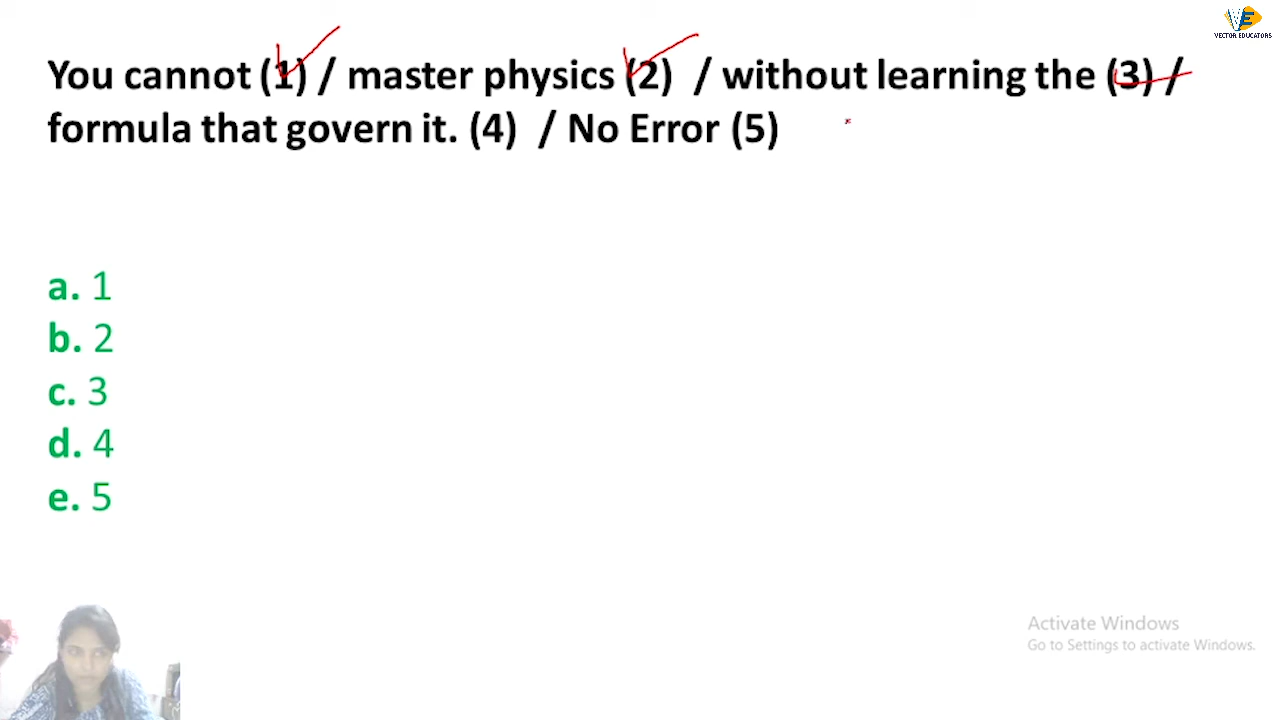 VE
VECTOR EDUCATORS
You cannot (1) / master physics (2) / without learning the (3) /
formula that govern it. (4) / No Error (5)
a. 1
b. 2
c. 3
d. 4
e. 5
Activate Windows
Go to Settings to activate Windows.